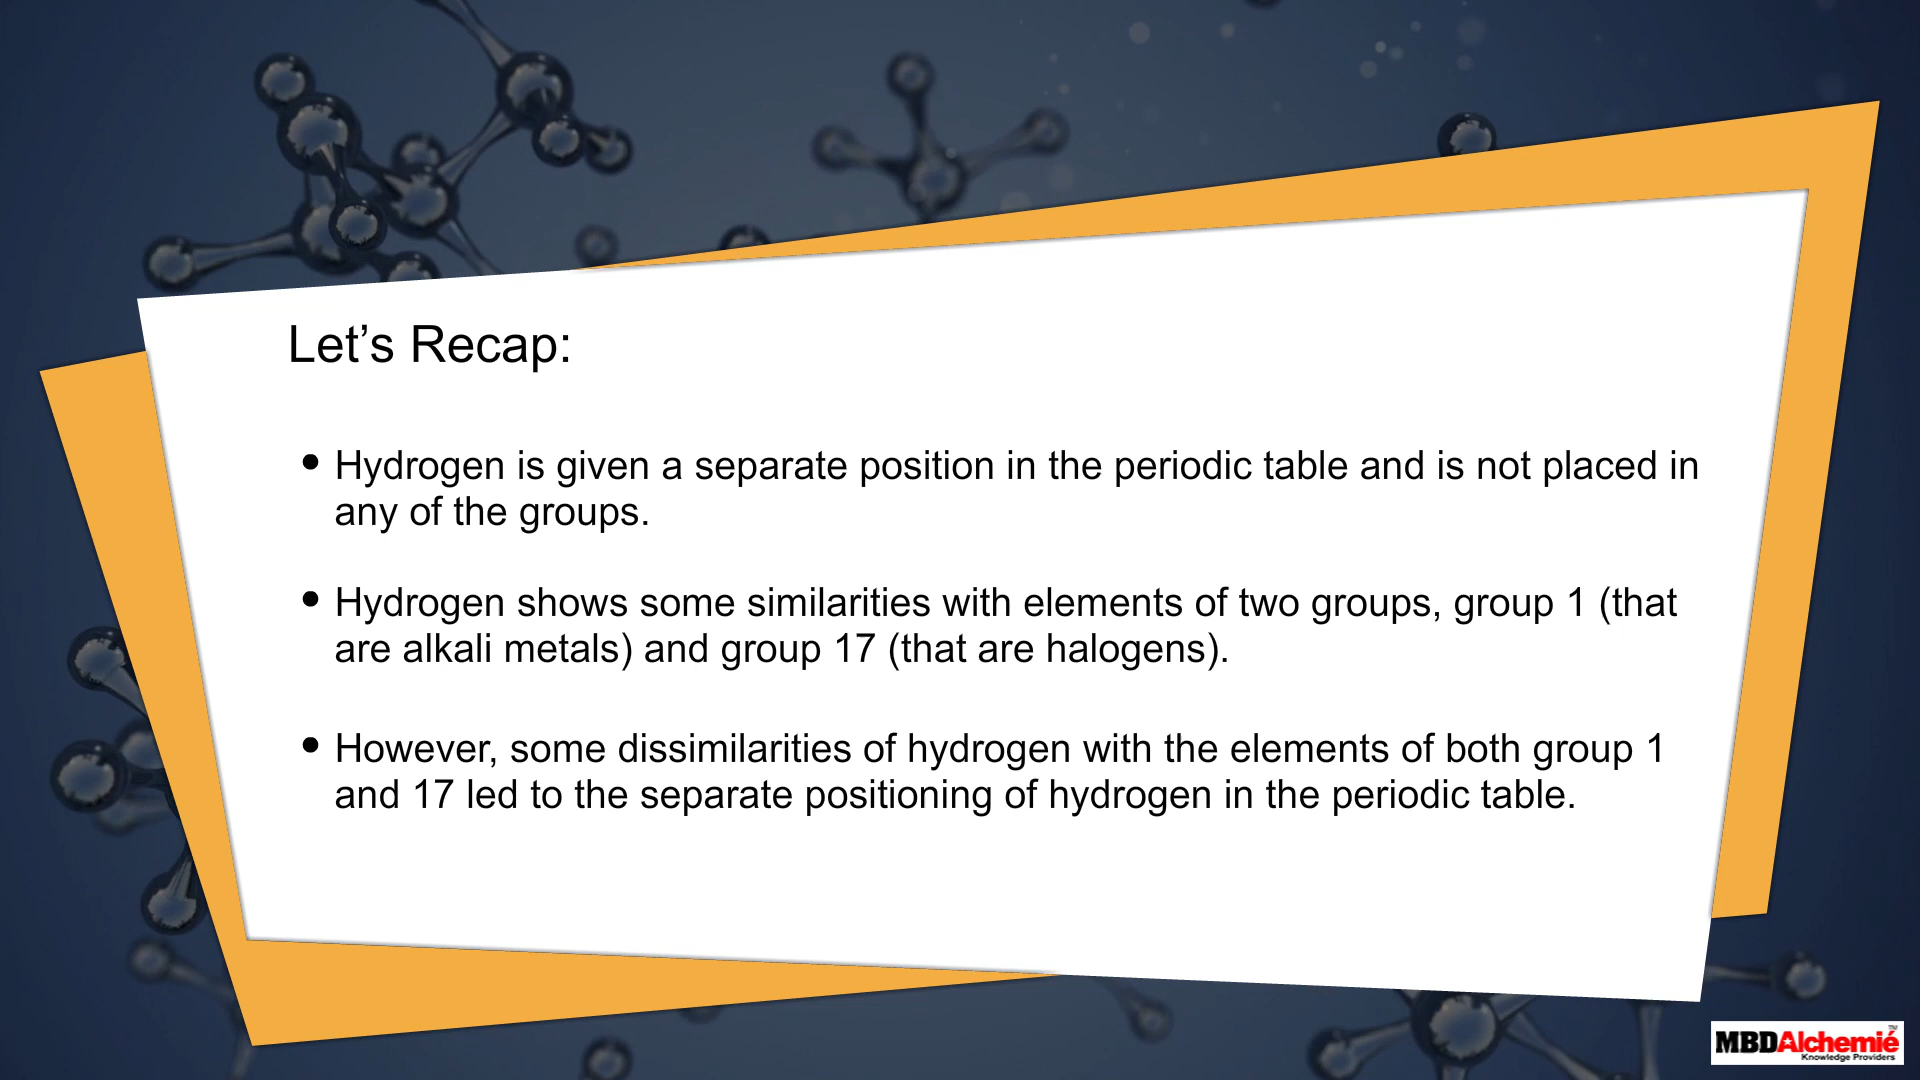 Let’s Recap:
• Hydrogen is given a separate position in the periodic table and is not placed in
any of the groups.
• Hydrogen shows some similarities with elements of two groups, group 1 (that
are alkali metals) and group 17 (that are halogens).
• However, some dissimilarities of hydrogen with the elements of both group 1
and 17 led to the separate positioning of hydrogen in the periodic table.
MBDAlchemié™
Knowledge Providers